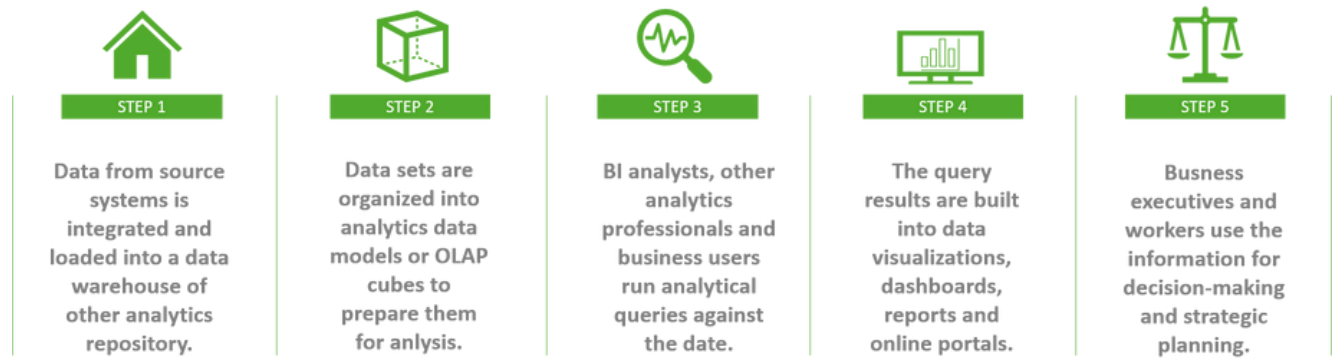 STEP 1
Data from source
systems is
integrated and
loaded into a data
warehouse of
other analytics
repository.
STEP 2
Data sets are
organized into
analytics data
models or OLAP
cubes to
prepare them
for anlysis.
STEP 3
BI analysts, other
analytics
professionals and
business users
run analytical
queries against
the date.
STEP 4
The query
results are built
into data
visualizations,
dashboards,
reports and
online portals.
STEP 5
Busness
executives and
workers use the
information for
decision-making
and strategic
planning.